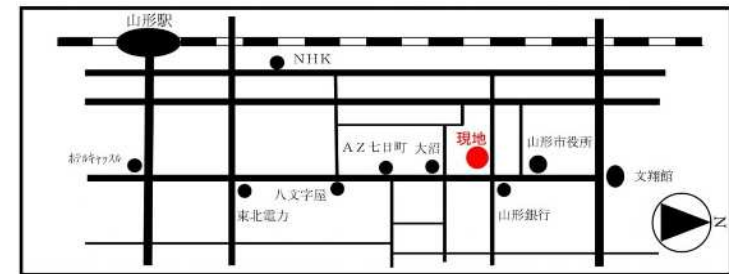 山形駅
NHK
現地
AZ七日町
大沼
山形市役所
ホテルキャッスル
文翔館
八文字屋
東北電力
山形銀行
N